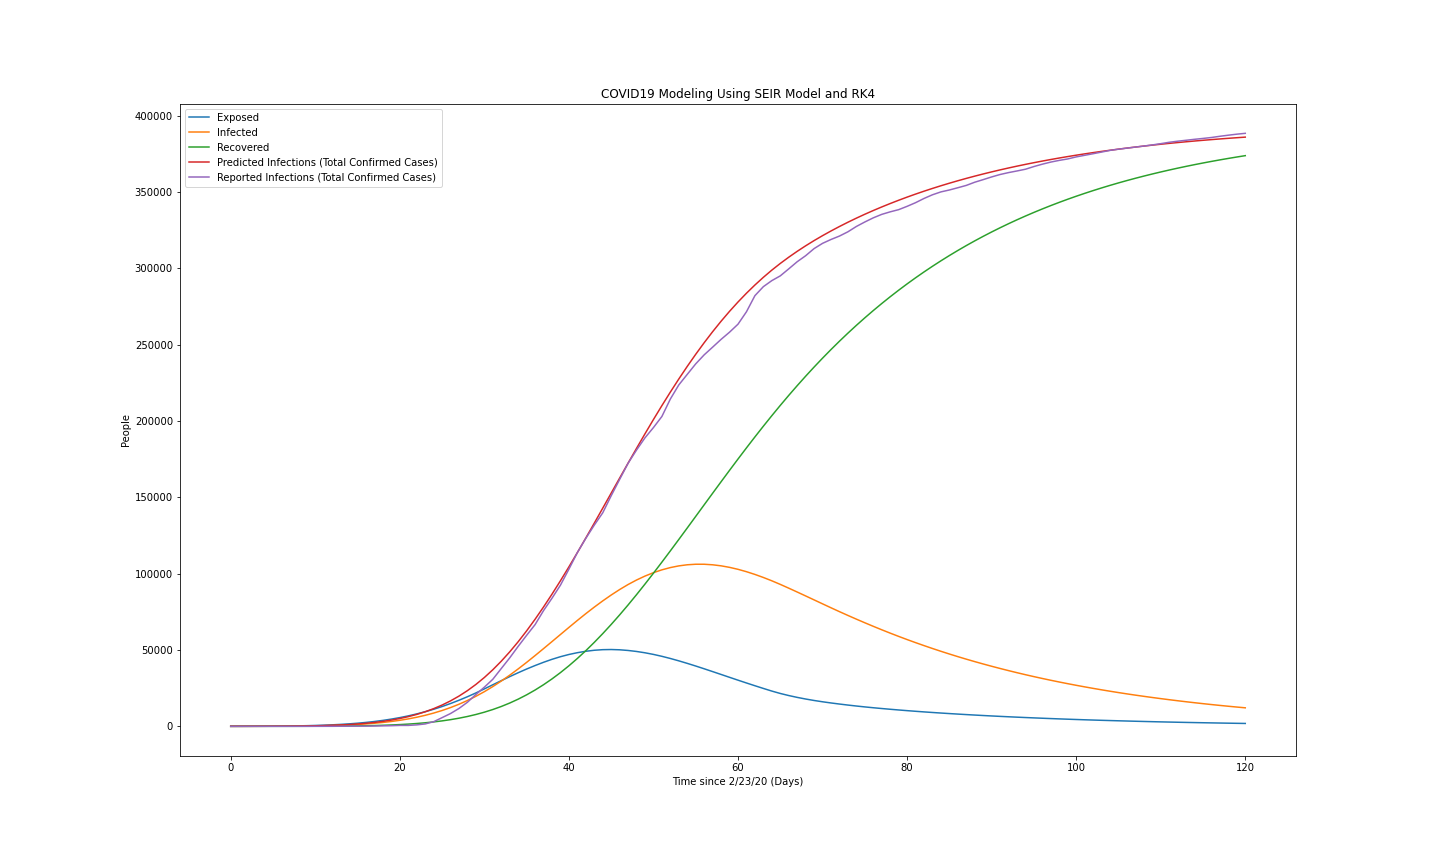 COVID19 Modeling Using SEIR Model and RK4
Exposed
Infected
Recovered
Predicted Infections (Total Confirmed Cases)
Reported Infections (Total Confirmed Cases)
400000
350000
300000
250000
200000
150000
100000
50000
0
People
0 20 40 60 80 100 120
Time since 2/23/20 (Days)